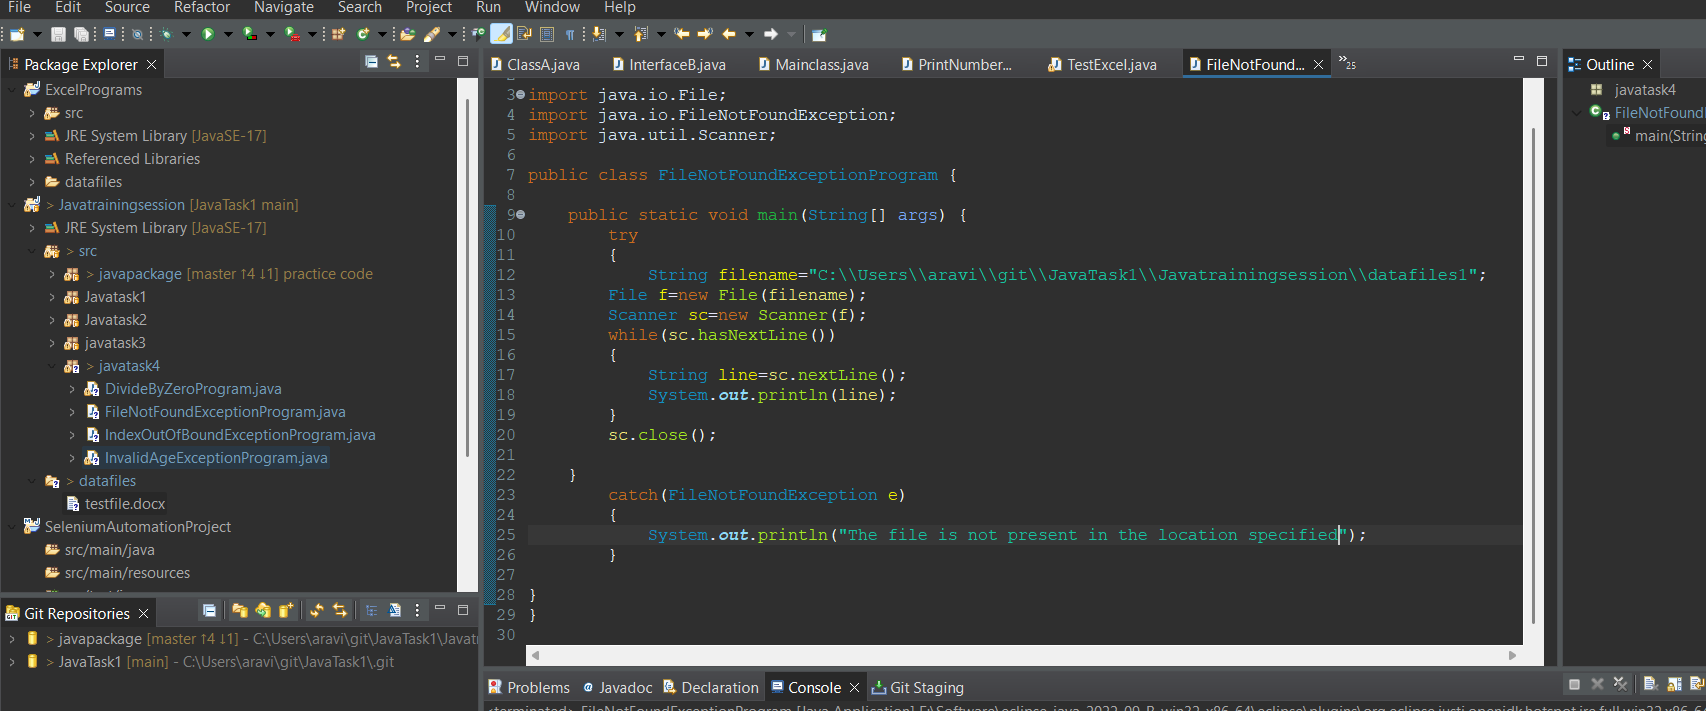 File Edit Source Refactor Navigate Search Project Run Window Help
Package Explorer
ExcelPrograms
src
JRE System Library [JavaSE-17]
Referenced Libraries
datafiles
> Javatrainingsession [JavaTask1 main]
JRE System Library [JavaSE-17]
> src
> javapackage [master ↑4 ↓1] practice code
Javatask1
Javatask2
javatask3
> javatask4
DivideByZeroProgram.java
FileNotFoundExceptionProgram.java
IndexOutOfBoundExceptionProgram.java
InvalidAgeExceptionProgram.java
> datafiles
testfile.docx
SeleniumAutomationProject
src/main/java
src/main/resources
Git Repositories
> javapackage [master ↑4 ↓1] - C:\Users\aravi\git\JavaTask1\Javatr
> JavaTask1 [main] - C:\Users\aravi\git\JavaTask1\.git
ClassA.java InterfaceB.java Mainclass.java PrintNumber... TestExcel.java FileNotFound... »25
3 import java.io.File;
4 import java.io.FileNotFoundException;
5 import java.util.Scanner;
6
7 public class FileNotFoundExceptionProgram {
8
9 public static void main(String[] args) {
10 try
11 {
12 String filename="C:\\Users\\aravi\\git\\JavaTask1\\Javatrainingsession\\datafiles1";
13 File f=new File(filename);
14 Scanner sc=new Scanner(f);
15 while(sc.hasNextLine())
16 {
17 String line=sc.nextLine();
18 System.out.println(line);
19 }
20 sc.close();
21
22 }
23 catch(FileNotFoundException e)
24 {
25 System.out.println("The file is not present in the location specified");
26 }
27
28 }
29 }
30
Problems Javadoc Declaration Console Git Staging
Outline
javatask4
FileNotFound
main(String